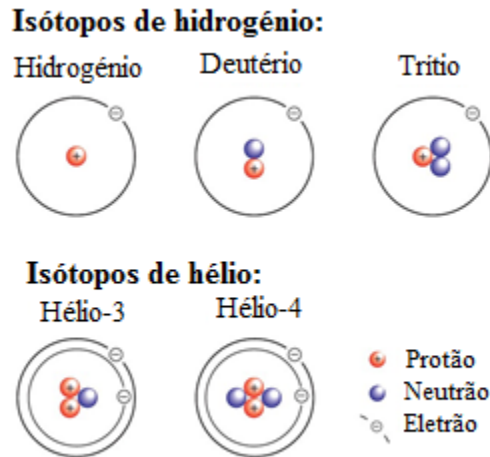 Isótopos de hidrogénio:
Hidrogénio Deutério Trítio
Isótopos de hélio:
Hélio-3 Hélio-4
Protão
Neutrão
Eletrão